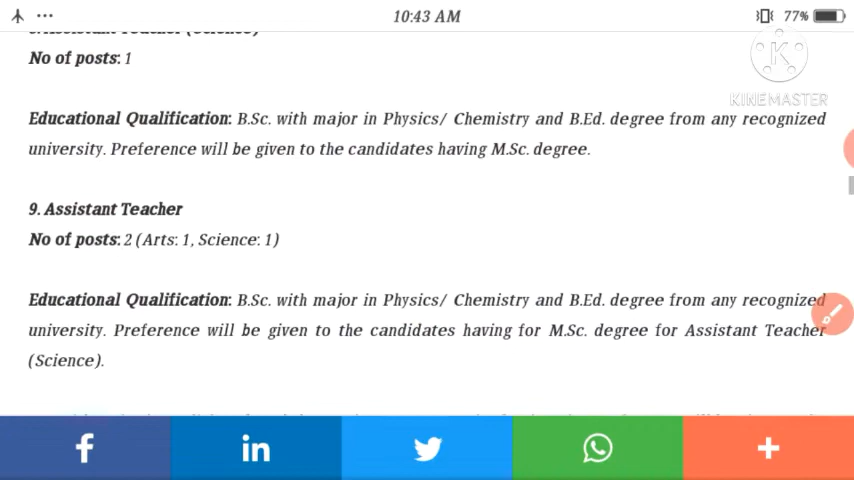 10:43 AM
77%
Assistant Teacher (Science)
No of posts: 1
KINEMASTER
Educational Qualification: B.Sc. with major in Physics/ Chemistry and B.Ed. degree from any recognized
university. Preference will be given to the candidates having M.Sc. degree.
9. Assistant Teacher
No of posts: 2 (Arts: 1, Science: 1)
Educational Qualification: B.Sc. with major in Physics/ Chemistry and B.Ed. degree from any recognized
university. Preference will be given to the candidates having for M.Sc. degree for Assistant Teacher
(Science).